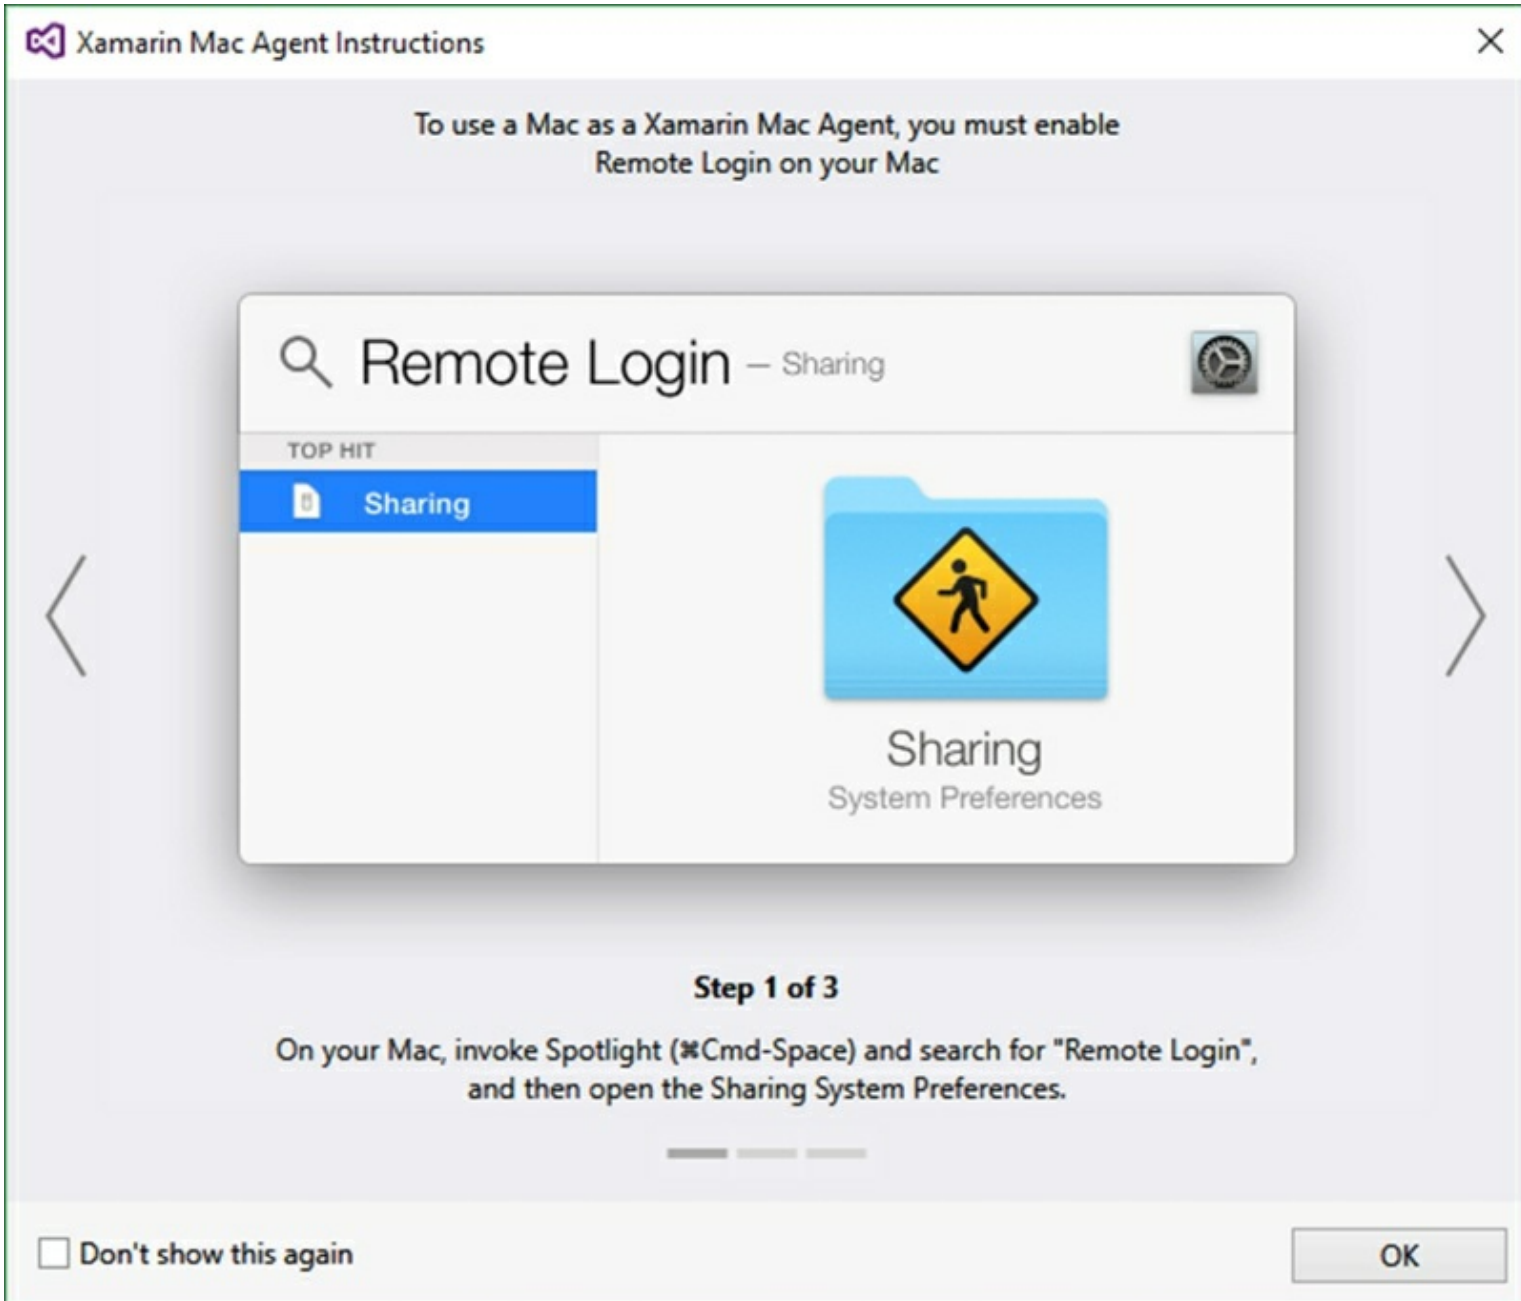 Xamarin Mac Agent Instructions
To use a Mac as a Xamarin Mac Agent, you must enable
Remote Login on your Mac
Remote Login — Sharing
TOP HIT
Sharing
Sharing
System Preferences
Step 1 of 3
On your Mac, invoke Spotlight (⌘Cmd-Space) and search for "Remote Login",
and then open the Sharing System Preferences.
Don't show this again
OK